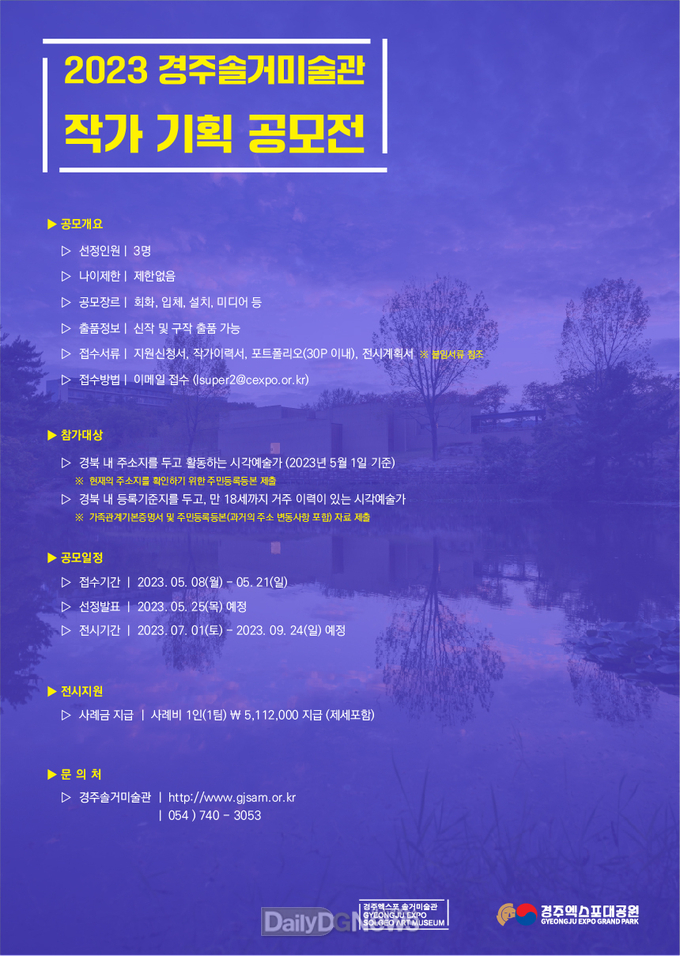 2023 경주솔거미술관
작가 기획 공모전
▶ 공모개요
▷ 선정인원 | 3명
▷ 나이제한 | 제한없음
▷ 공모장르 | 회화, 입체, 설치, 미디어 등
▷ 출품정보 | 신작 및 구작 출품 가능
▷ 접수서류 | 지원신청서, 작가이력서, 포트폴리오(30P 이내), 전시계획서 ※ 붙임서류 참조
▷ 접수방법 | 이메일 접수 (lsuper2@cexpo.or.kr)
▶ 참가대상
▷ 경북 내 주소지를 두고 활동하는 시각예술가 (2023년 5월 1일 기준)
※ 현재의 주소지를 확인하기 위한 주민등록등본 제출
▷ 경북 내 등록기준지를 두고, 만 18세까지 거주 이력이 있는 시각예술가
※ 가족관계기본증명서 및 주민등록등본(과거의 주소 변동사항 포함) 자료 제출
▶ 공모일정
▷ 접수기간 | 2023. 05. 08(월) - 05. 21(일)
▷ 선정발표 | 2023. 05. 25(목) 예정
▷ 전시기간 | 2023. 07. 01(토) - 2023. 09. 24(일) 예정
▶ 전시지원
▷ 사례금 지급 | 사례비 1인(1팀) ₩ 5,112,000 지급 (제세포함)
▶ 문 의 처
▷ 경주솔거미술관 | http://www.gjsam.or.kr
| 054 ) 740 - 3053
경주엑스포 솔거미술관
GYEONGJU EXPO
SOLGEO ART MUSEUM
DailyDGNews
경주엑스포대공원
GYEONGJU EXPO GRAND PARK